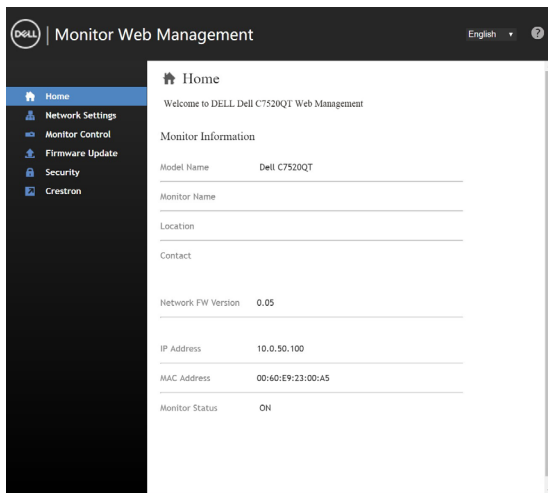 DELL | Monitor Web Management
English ?
Home
Network Settings
Monitor Control
Firmware Update
Security
Crestron
Home
Welcome to DELL Dell C7520QT Web Management
Monitor Information
Model Name Dell C7520QT
Monitor Name
Location
Contact
Network FW Version 0.05
IP Address 10.0.50.100
MAC Address 00:60:E9:23:00:A5
Monitor Status ON